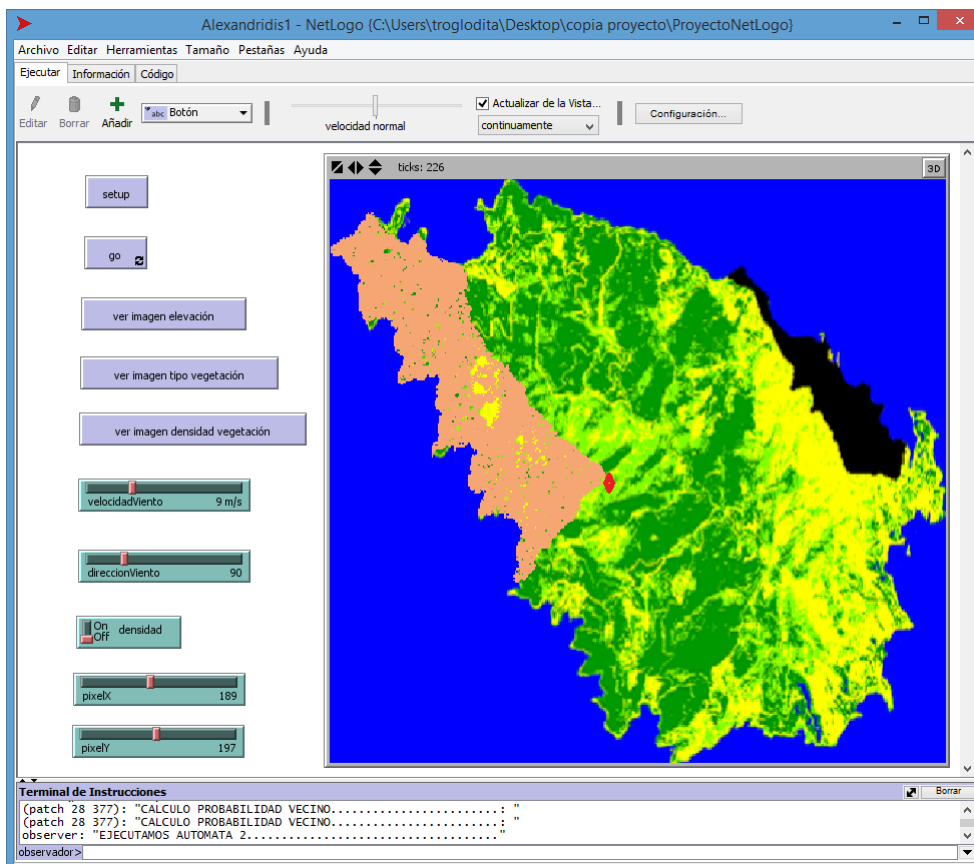 Alexandridis1 - NetLogo {C:\Users\troglodita\Desktop\copia proyecto\ProyectoNetLogo}
Archivo Editar Herramientas Tamaño Pestañas Ayuda
Ejecutar Información Código
Editar Borrar Añadir
abc Botón
velocidad normal
Actualizar de la Vista...
continuamente
Configuración...
ticks: 226
3D
setup
go
ver imagen elevación
ver imagen tipo vegetación
ver imagen densidad vegetación
velocidadViento 9 m/s
direccionViento 90
On
Off
densidad
pixelX 189
pixelY 197
Terminal de Instrucciones
Borrar
(patch 28 377): "CALCULO PROBABILIDAD VECINO.......................: "
(patch 28 377): "CALCULO PROBABILIDAD VECINO.......................: "
observer: "EJECUTAMOS AUTOMATA 2..................................."
observador>